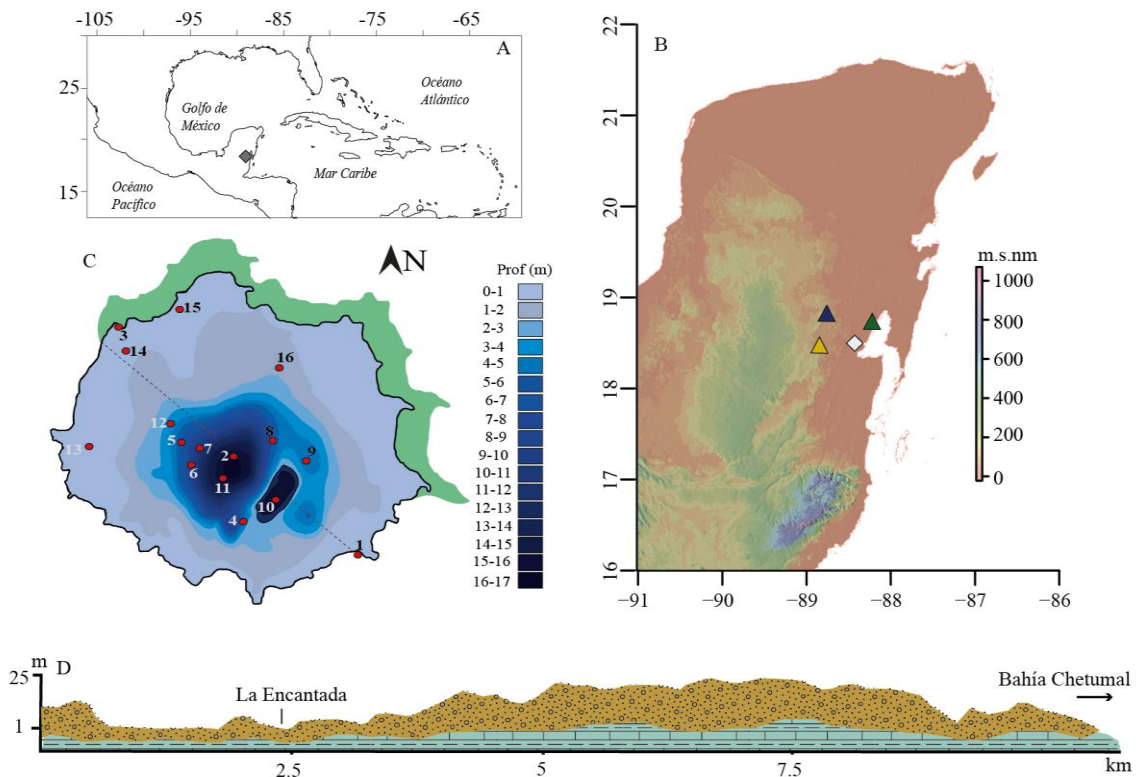 -105 -95 -85 -75 -65
A
25
15
Golfo de
México
Océano
Atlántico
Mar Caribe
Océano
Pacífico
B
22
21
20
19
18
17
16
−91 −90 −89 −88 −87 −86
m.s.nm
1000
800
600
400
200
0
C
N
15
3
14
16
12
5
7
8
13
2
9
6
11
10
4
1
Prof (m)
0-1
1-2
2-3
3-4
4-5
5-6
6-7
7-8
8-9
9-10
10-11
11-12
12-13
13-14
14-15
15-16
16-17
m D
25
1
La Encantada
Bahía Chetumal
2.5 5 7.5 km